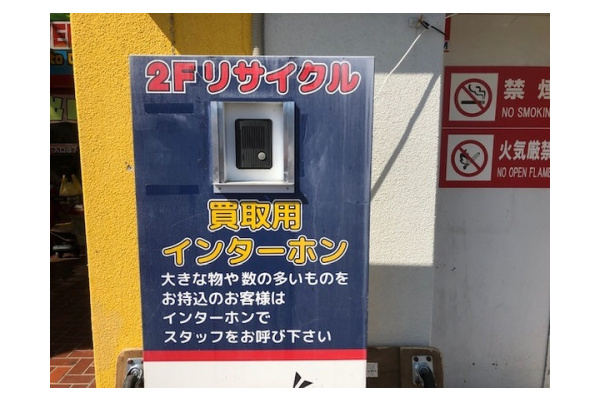 2Fリサイクル
買取用
インターホン
大きな物や数の多いものを
お持込のお客様は
インターホンで
スタッフをお呼び下さい
禁煙
NO SMOKIN
火気厳禁
NO OPEN FLAME